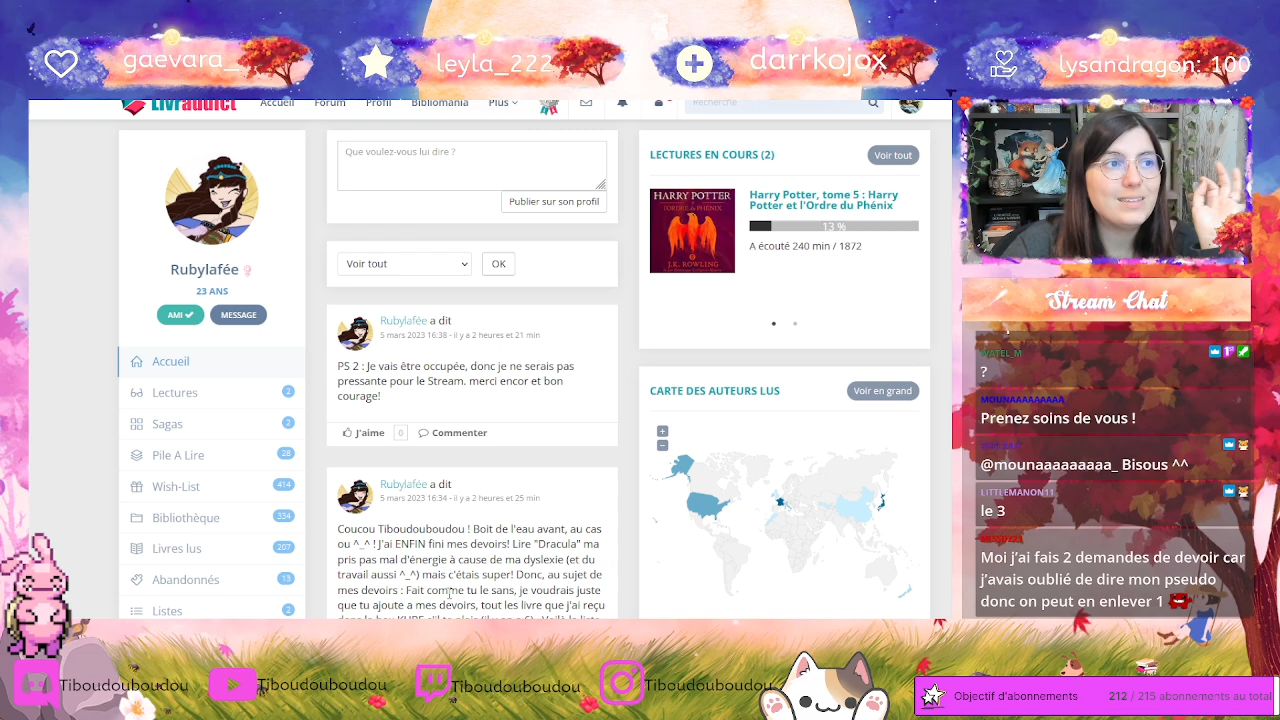 gaevara_
leyla_222
darrkojox
lysandragon: 100
Livraddict
Accueil
Forum
Profil
Bibliomania
Plus
Recherche
Rubylafée
23 ANS
AMI
MESSAGE
Accueil
Lectures 2
Sagas 2
Pile A Lire 28
Wish-List 414
Bibliothèque 334
Livres lus 207
Abandonnés 13
Listes 2
Que voulez-vous lui dire ?
Publier sur son profil
Voir tout
OK
Rubylafée a dit
5 mars 2023 16:38 - il y a 2 heures et 21 min
PS 2 : Je vais être occupée, donc je ne serais
pas pressante pour le Stream. merci encor et bon
courage!
J'aime 0 Commenter
Rubylafée a dit
5 mars 2023 16:34 - il y a 2 heures et 25 min
Coucou Tiboudouboudou ! Boit de l'eau avant, au cas
ou ^_^ ! J'ai ENFIN fini mes devoirs! Lire "Dracula" ma
pris pas mal d'énergie à cause de ma dyslexie (et du
travail aussi ^_^) mais c'étais super! Donc, au sujet de
mes devoirs : Fait comme tu le sans, je voudrais juste
que tu ajoute a mes devoirs, tout les livre que j'ai reçu
LECTURES EN COURS (2)
Voir tout
HARRY POTTER
L'ORDRE DU PHÉNIX
J.K. ROWLING
Harry Potter, tome 5 : Harry
Potter et l'Ordre du Phénix
13 %
A écouté 240 min / 1872
CARTE DES AUTEURS LUS
Voir en grand
+
−
Stream Chat
WATEL_M
?
MOUNAAAAAAAAA_
Prenez soins de vous !
@mounaaaaaaaaa_ Bisous ^^
LITTLEMANON11
le 3
Moi j'ai fais 2 demandes de devoir car
j'avais oublié de dire mon pseudo
donc on peut en enlever 1
Tiboudouboudou
Tiboudouboudou
Tiboudouboudou
Tiboudouboudou
Objectif d'abonnements
212 / 215 abonnements au total